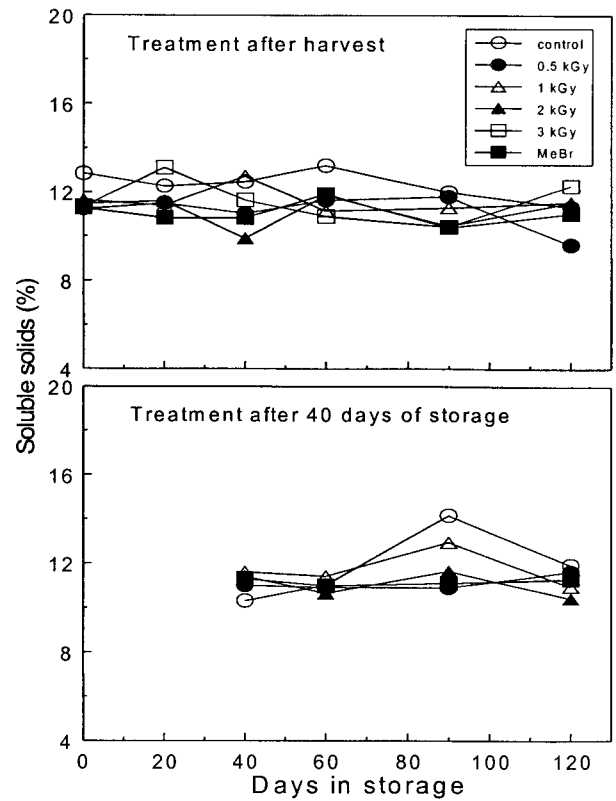 20
16
12
8
4
Treatment after harvest
control
0.5 kGy
1 kGy
2 kGy
3 kGy
MeBr
Soluble solids (%)
20
16
12
8
4
Treatment after 40 days of storage
0 20 40 60 80 100 120
Days in storage